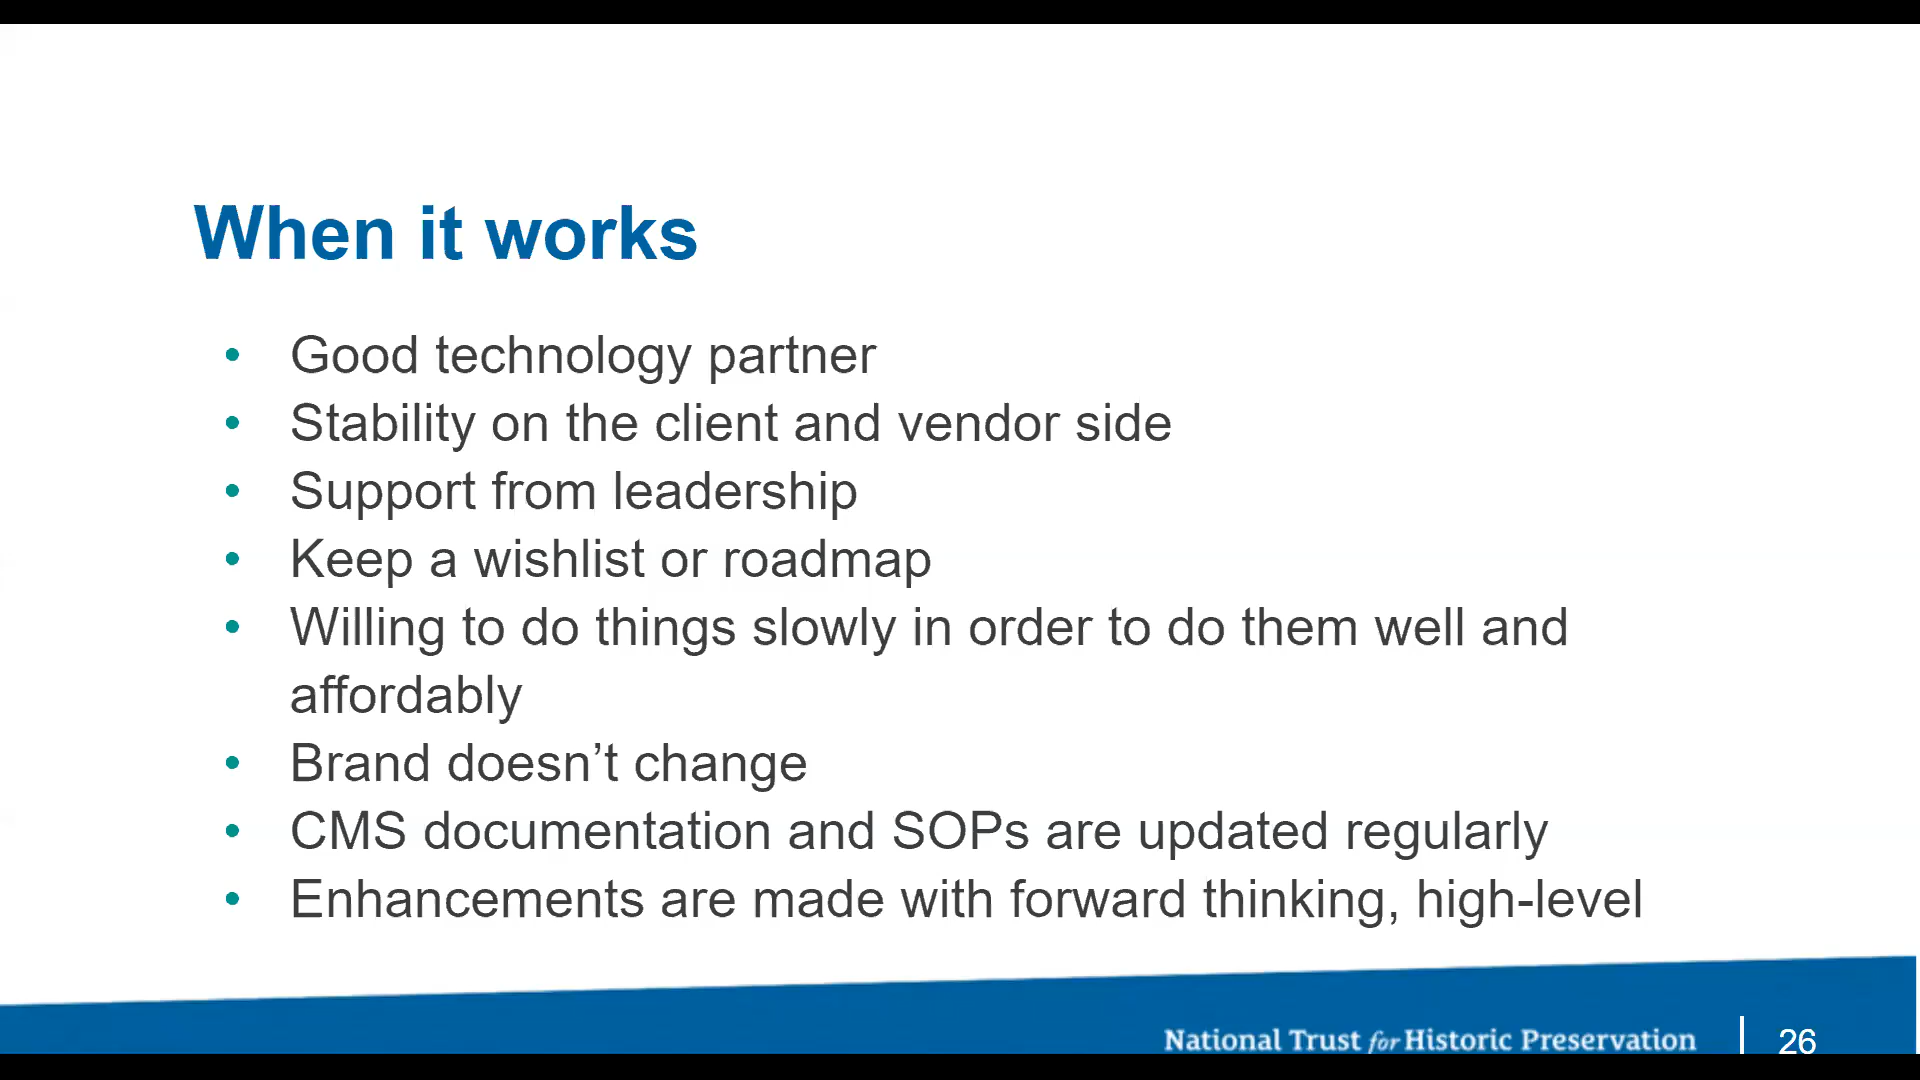 When it works
• Good technology partner
• Stability on the client and vendor side
• Support from leadership
• Keep a wishlist or roadmap
• Willing to do things slowly in order to do them well and
affordably
• Brand doesn’t change
• CMS documentation and SOPs are updated regularly
• Enhancements are made with forward thinking, high-level
National Trust for Historic Preservation | 26